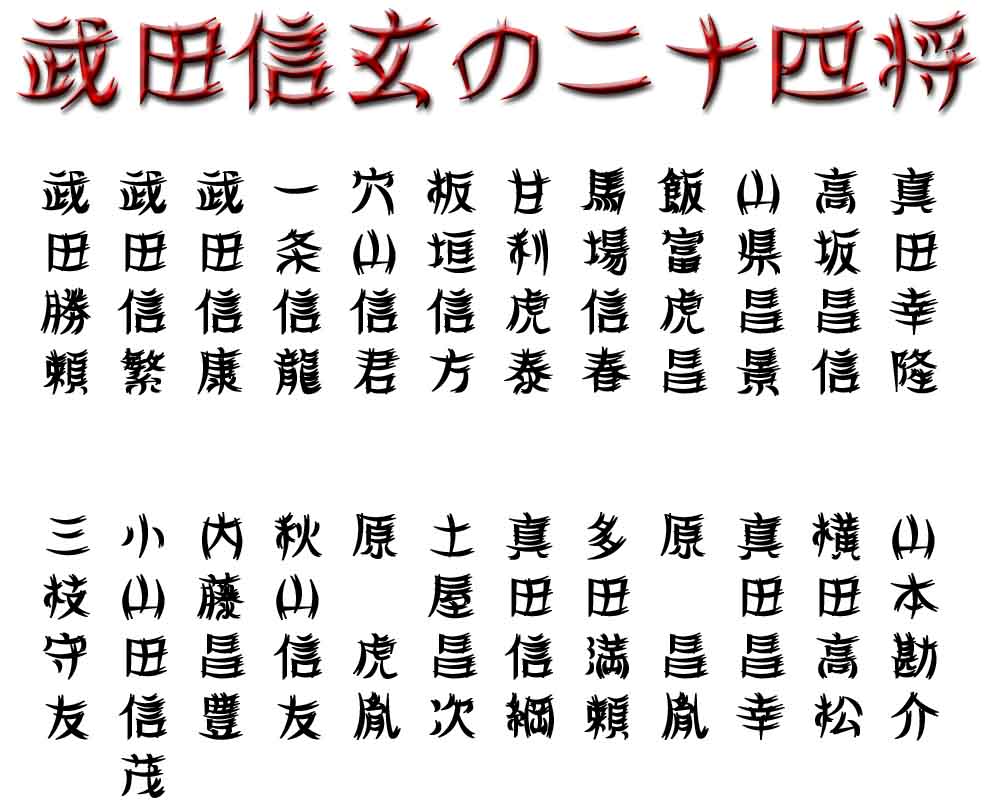 武田信玄の二十四将
武田勝頼
武田信繁
武田信康
一条信龍
穴山信君
板垣信方
甘利虎泰
馬場信春
飯富虎昌
山県昌景
高坂昌信
真田幸隆
三枝守友
小山田信茂
内藤昌豊
秋山信友
原虎胤
土屋昌次
真田信綱
多田満頼
原昌胤
真田昌幸
横田高松
山本勘介